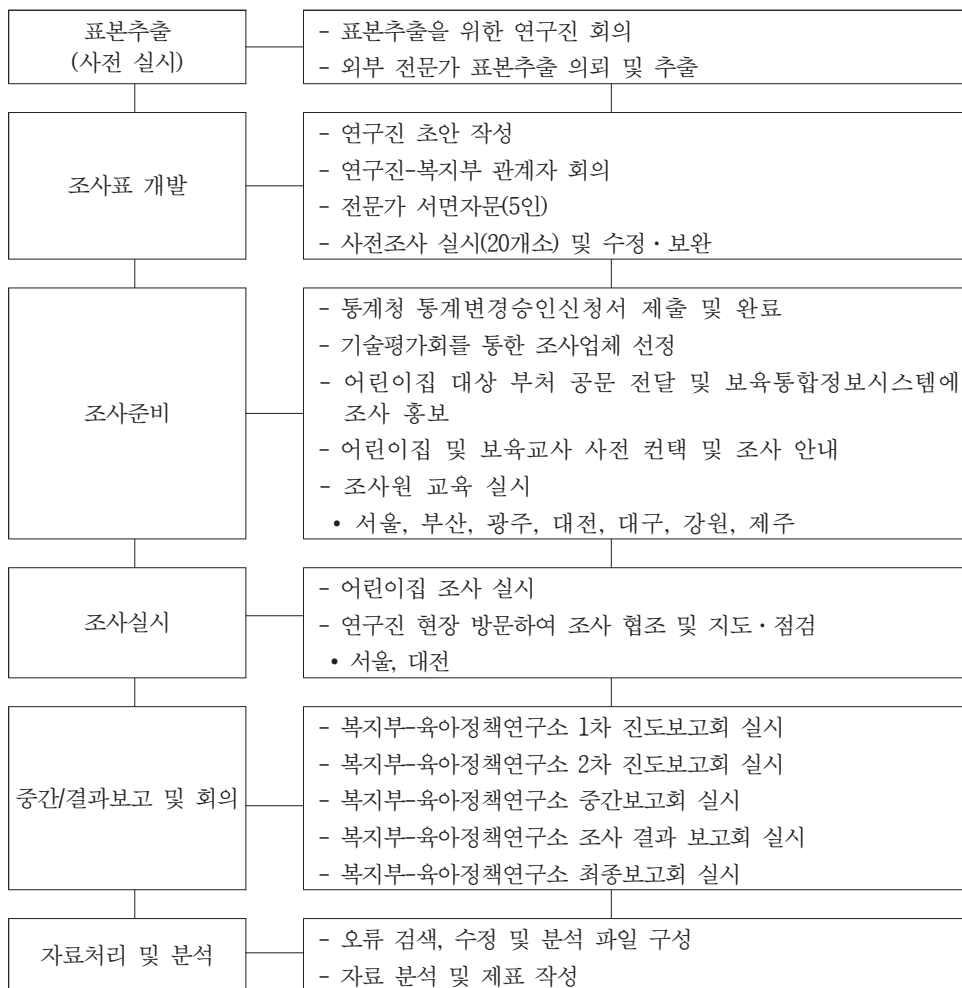 표본추출
(사전 실시)
- 표본추출을 위한 연구진 회의
- 외부 전문가 표본추출 의뢰 및 추출
조사표 개발
- 연구진 초안 작성
- 연구진-복지부 관계자 회의
- 전문가 서면자문(5인)
- 사전조사 실시(20개소) 및 수정·보완
조사준비
- 통계청 통계변경승인신청서 제출 및 완료
- 기술평가회를 통한 조사업체 선정
- 어린이집 대상 부처 공문 전달 및 보육통합정보시스템에
조사 홍보
- 어린이집 및 보육교사 사전 컨택 및 조사 안내
- 조사원 교육 실시
• 서울, 부산, 광주, 대전, 대구, 강원, 제주
조사실시
- 어린이집 조사 실시
- 연구진 현장 방문하여 조사 협조 및 지도·점검
• 서울, 대전
중간/결과보고 및 회의
- 복지부-육아정책연구소 1차 진도보고회 실시
- 복지부-육아정책연구소 2차 진도보고회 실시
- 복지부-육아정책연구소 중간보고회 실시
- 복지부-육아정책연구소 조사 결과 보고회 실시
- 복지부-육아정책연구소 최종보고회 실시
자료처리 및 분석
- 오류 검색, 수정 및 분석 파일 구성
- 자료 분석 및 제표 작성